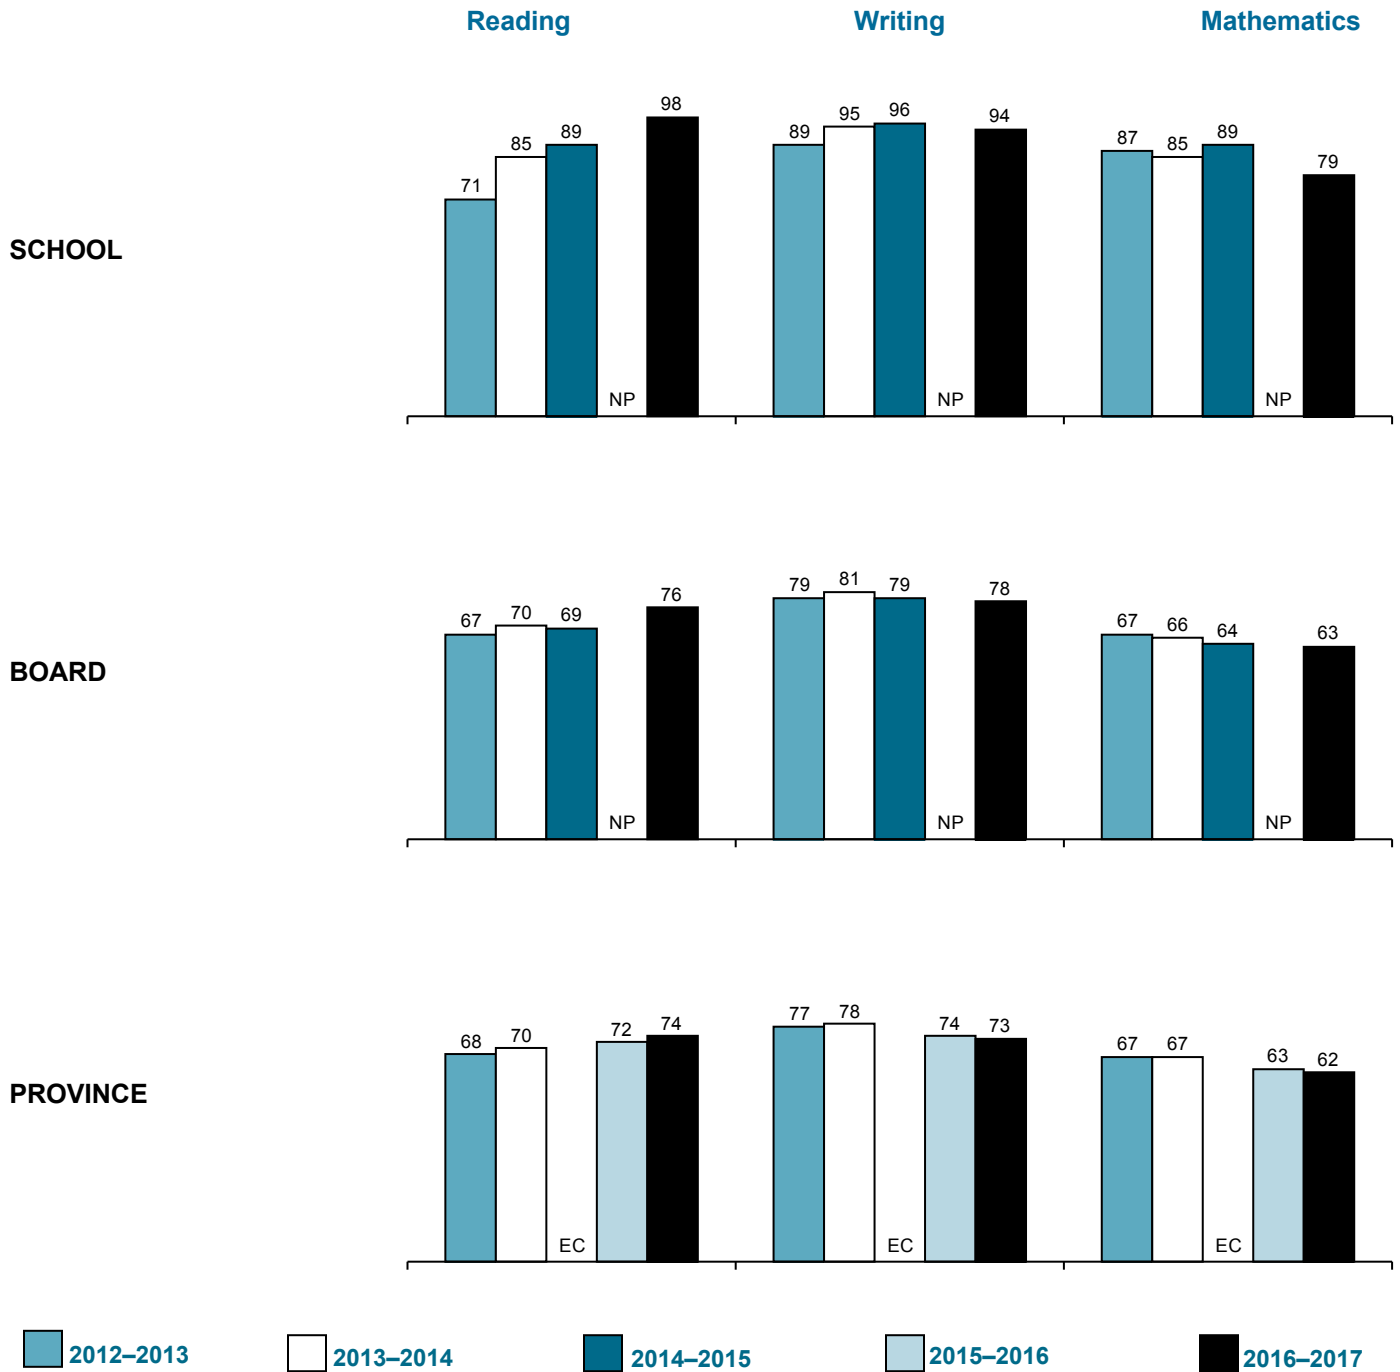 Reading Writing Mathematics
SCHOOL
71 85 89 NP 98 89 95 96 NP 94 87 85 89 NP 79
BOARD
67 70 69 NP 76 79 81 79 NP 78 67 66 64 NP 63
PROVINCE
68 70 EC 72 74 77 78 EC 74 73 67 67 EC 63 62
2012–2013 2013–2014 2014–2015 2015–2016 2016–2017